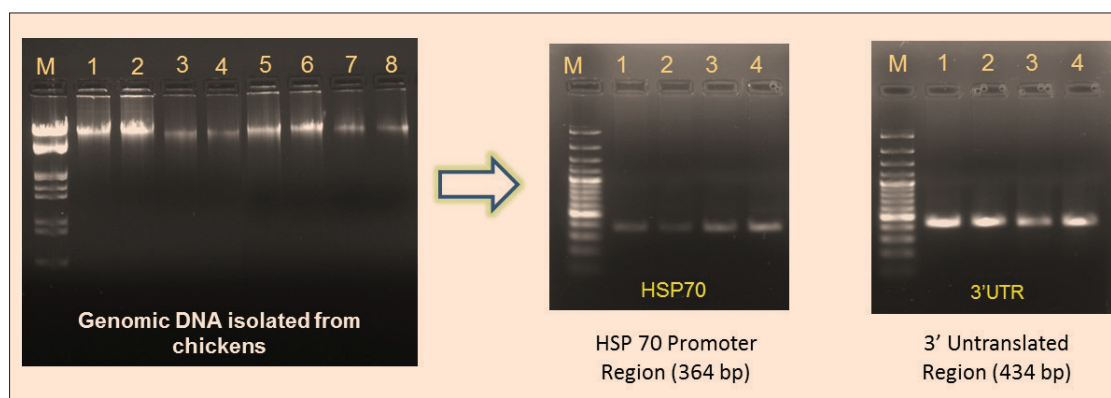 M 1 2 3 4 5 6 7 8
Genomic DNA isolated from
chickens
M 1 2 3 4
HSP70
HSP 70 Promoter
Region (364 bp)
M 1 2 3 4
3'UTR
3’ Untranslated
Region (434 bp)